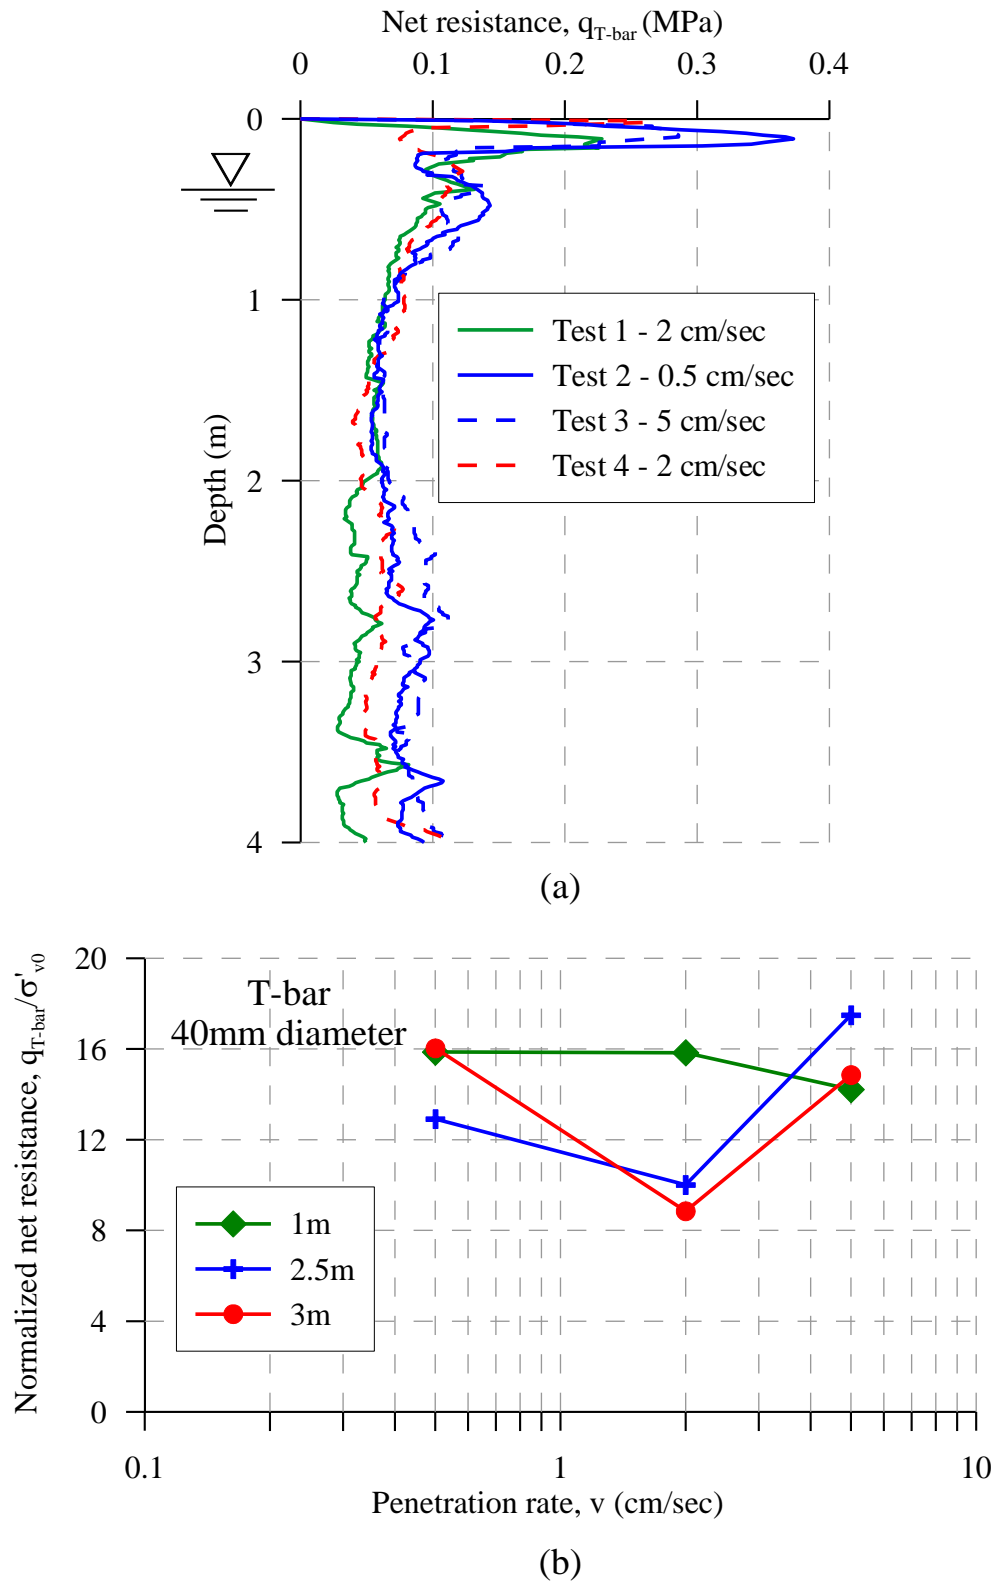 Net resistance, qT-bar (MPa)
0 0.1 0.2 0.3 0.4
0
1
2
3
4
Depth (m)
Test 1 - 2 cm/sec
Test 2 - 0.5 cm/sec
Test 3 - 5 cm/sec
Test 4 - 2 cm/sec
(a)
Normalized net resistance, qT-bar/σ'v0
20
16
12
8
4
0
T-bar
40mm diameter
1m
2.5m
3m
0.1 1 10
Penetration rate, v (cm/sec)
(b)